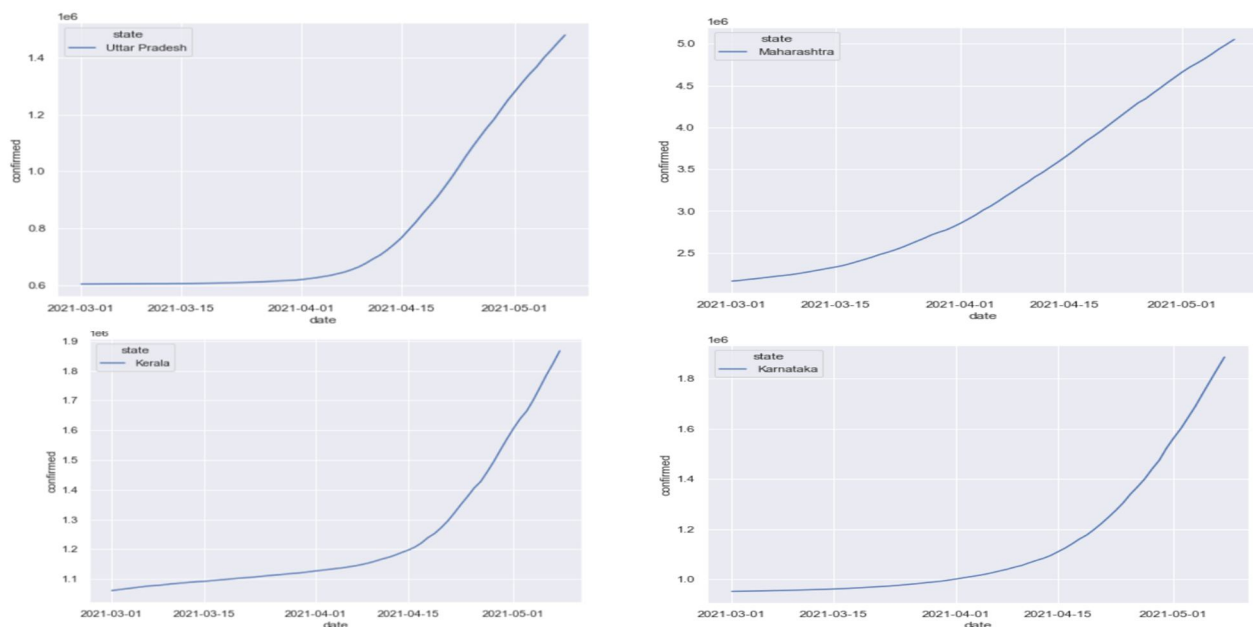 1e6
state
Uttar Pradesh
1.4
1.2
1.0
0.8
0.6
confirmed
2021-03-01 2021-03-15 2021-04-01 2021-04-15 2021-05-01
date
1e6
state
Maharashtra
5.0
4.5
4.0
3.5
3.0
2.5
confirmed
2021-03-01 2021-03-15 2021-04-01 2021-04-15 2021-05-01
date
1e6
state
Kerala
1.9
1.8
1.7
1.6
1.5
1.4
1.3
1.2
1.1
confirmed
2021-03-01 2021-03-15 2021-04-01 2021-04-15 2021-05-01
date
1e6
state
Karnataka
1.8
1.6
1.4
1.2
1.0
confirmed
2021-03-01 2021-03-15 2021-04-01 2021-04-15 2021-05-01
date